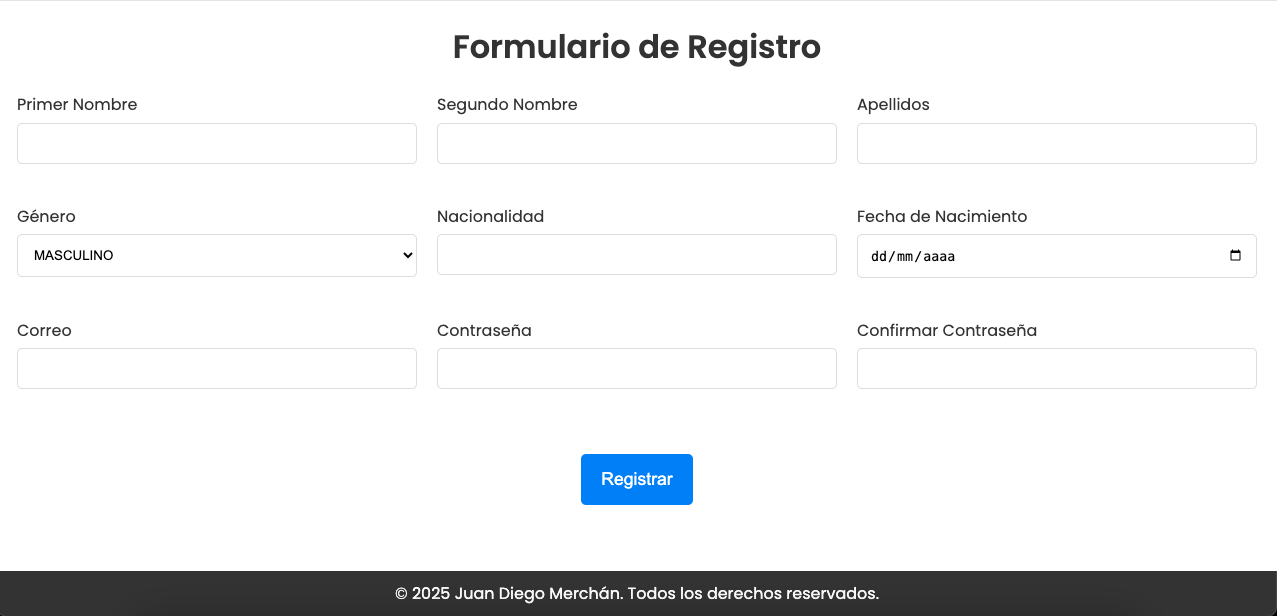 Formulario de Registro
Primer Nombre
Segundo Nombre
Apellidos
Género
Nacionalidad
Fecha de Nacimiento
MASCULINO
dd/mm/aaaa
Correo
Contraseña
Confirmar Contraseña
Registrar
© 2025 Juan Diego Merchán. Todos los derechos reservados.